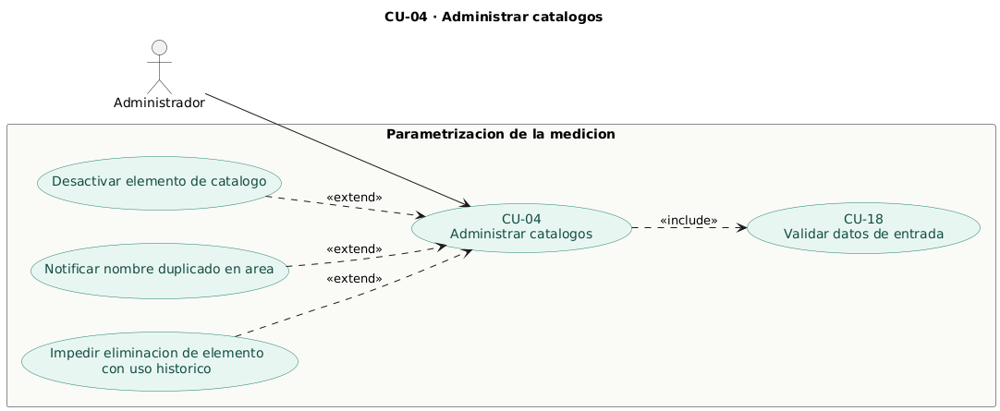 CU-04 · Administrar catalogos
Administrador
Parametrizacion de la medicion
Desactivar elemento de catalogo
«extend»
CU-04
Administrar catalogos
«include»
CU-18
Validar datos de entrada
Notificar nombre duplicado en area
«extend»
«extend»
Impedir eliminacion de elemento
con uso historico